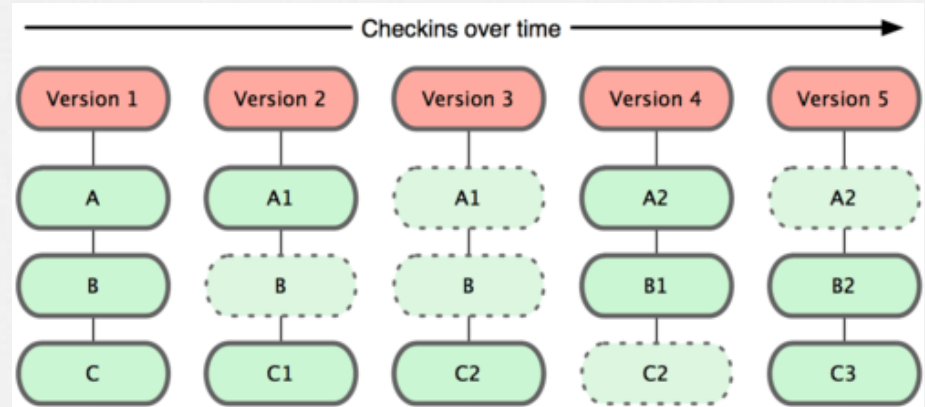 Checkins over time
Version 1 Version 2 Version 3 Version 4 Version 5
A A1 A1 A2 A2
B B B B1 B2
C C1 C2 C2 C3